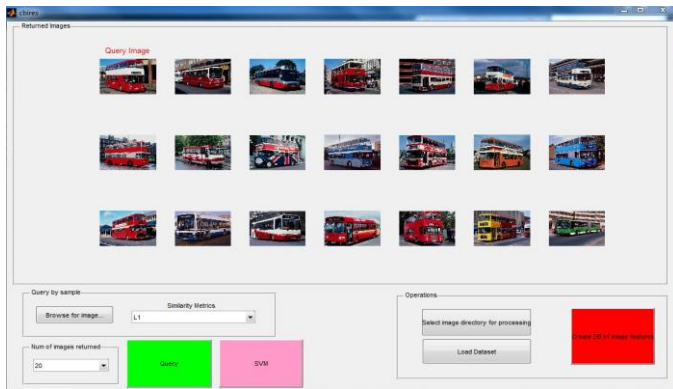 cbires
Returned Images
Query Image
Query by sample
Browse for image...
Similarity Metrics
L1
Num of images returned
20
Query
SVM
Operations
Select image directory for processing
Load Dataset
Create DB of image features